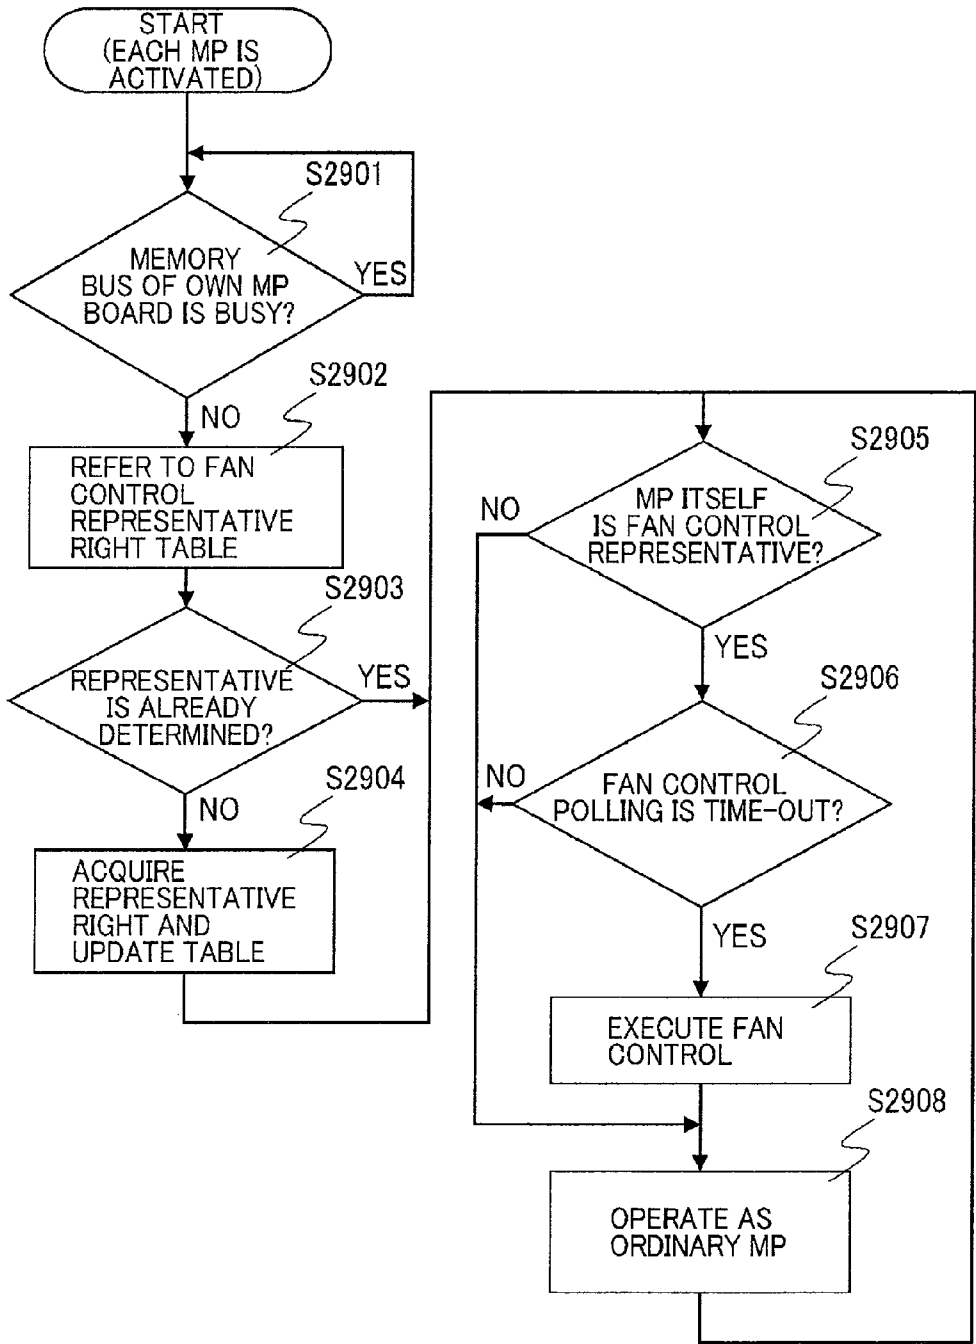 START
(EACH MP IS
ACTIVATED)
S2901
MEMORY
BUS OF OWN MP
BOARD IS BUSY?
YES
S2902
NO
REFER TO FAN
CONTROL
REPRESENTATIVE
RIGHT TABLE
S2903
REPRESENTATIVE
IS ALREADY
DETERMINED?
YES
S2904
NO
ACQUIRE
REPRESENTATIVE
RIGHT AND
UPDATE TABLE
S2905
MP ITSELF
IS FAN CONTROL
REPRESENTATIVE?
NO
YES
S2906
FAN CONTROL
POLLING IS TIME-OUT?
NO
YES
S2907
EXECUTE FAN
CONTROL
S2908
OPERATE AS
ORDINARY MP